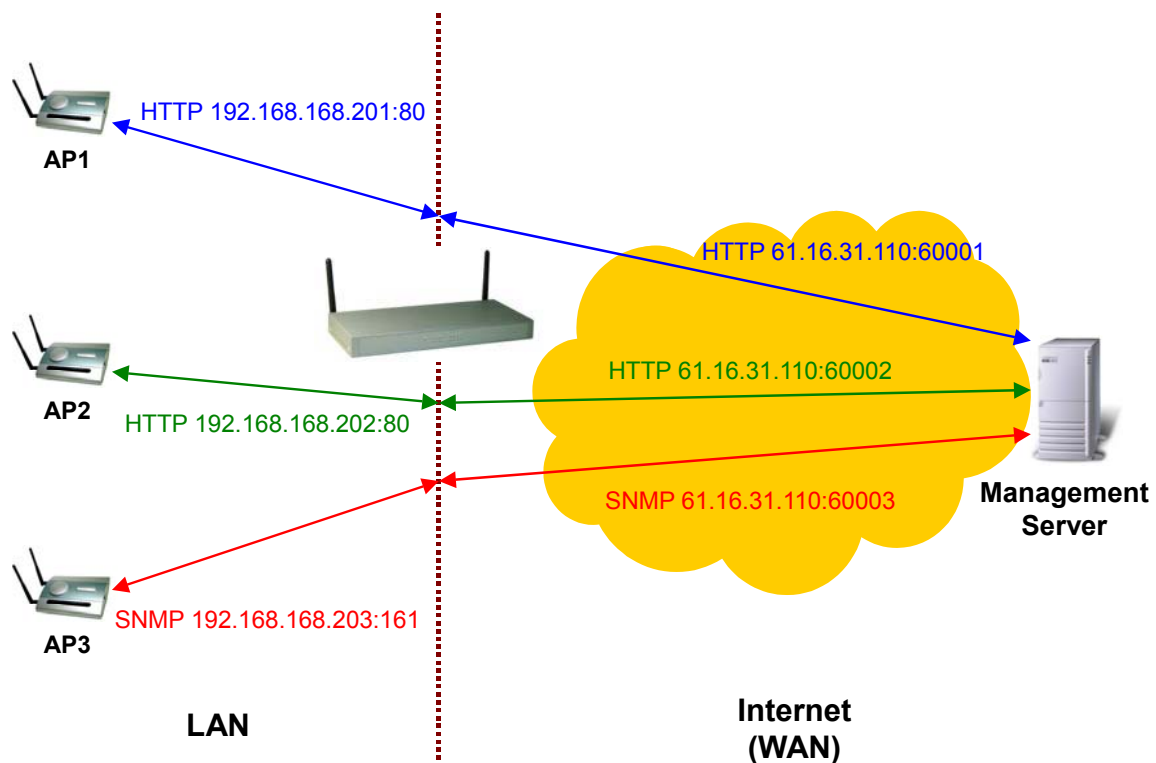 HTTP 192.168.168.201:80
AP1
HTTP 61.16.31.110:60001
HTTP 61.16.31.110:60002
AP2
HTTP 192.168.168.202:80
SNMP 61.16.31.110:60003
Management
Server
SNMP 192.168.168.203:161
AP3
LAN
Internet
(WAN)